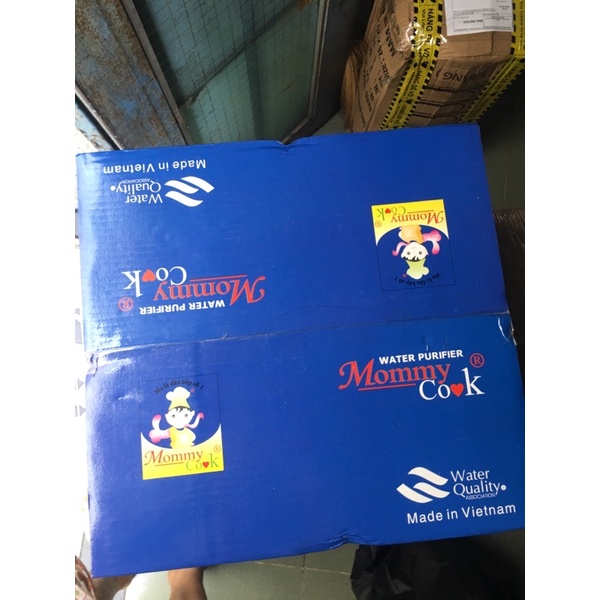 Made in Vietnam
Water
Quality
ASSOCIATION
Mommy
Cook
WATER PURIFIER
Mommy
Cook ®
WATER PURIFIER
Mommy ®
Cook
Mommy ®
Cook
Water
Quality
ASSOCIATION
Made in Vietnam